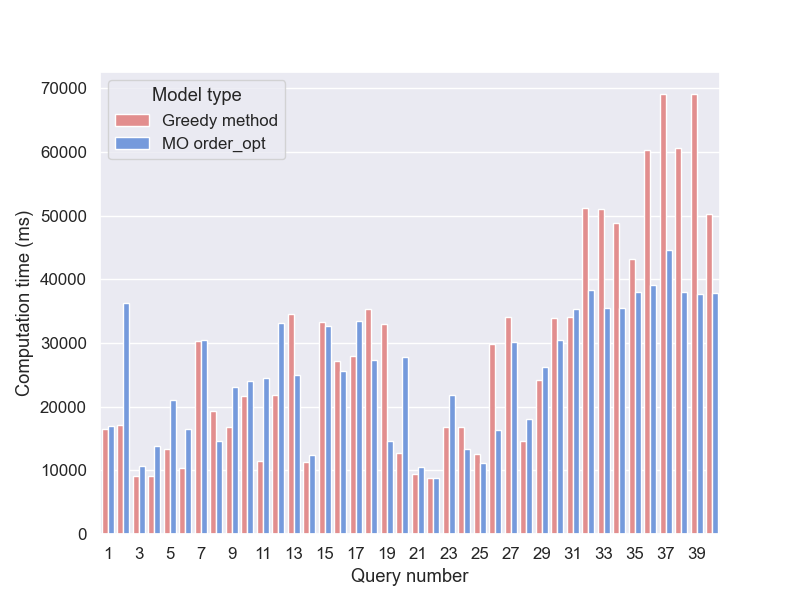 Model type
Greedy method
MO order_opt
Computation time (ms)
70000
60000
50000
40000
30000
20000
10000
0
1 3 5 7 9 11 13 15 17 19 21 23 25 27 29 31 33 35 37 39
Query number